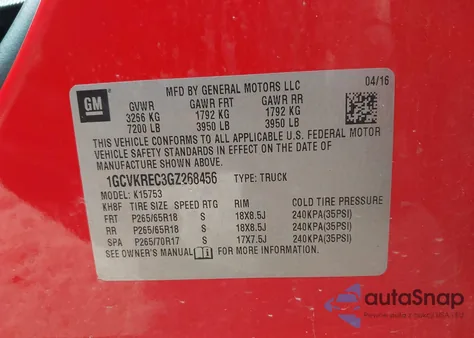 GM
MFD BY GENERAL MOTORS LLC 04/16
GVWR GAWR FRT GAWR RR
3266 KG 1792 KG 1792 KG
7200 LB 3950 LB 3950 LB
THIS VEHICLE CONFORMS TO ALL APPLICABLE U.S. FEDERAL MOTOR
VEHICLE SAFETY STANDARDS IN EFFECT ON THE DATE OF
MANUFACTURE SHOWN ABOVE.
1GCVKREC3GZ268456 TYPE: TRUCK
MODEL: K15753
KH8F TIRE SIZE SPEED RTG RIM COLD TIRE PRESSURE
FRT P265/65R18 S 18X8.5J 240KPA(35PSI)
RR P265/65R18 S 18X8.5J 240KPA(35PSI)
SPA P265/70R17 S 17X7.5J 240KPA(35PSI)
SEE OWNER'S MANUAL FOR MORE INFORMATION
autoSnap